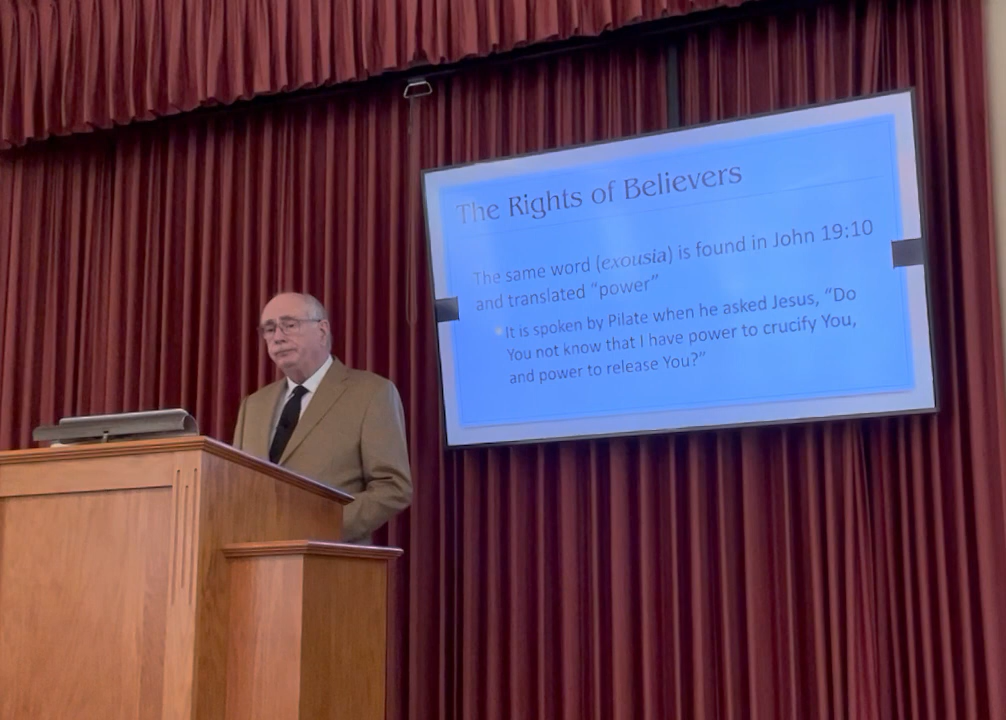 The Rights of Believers
The same word (exousia) is found in John 19:10
and translated “power”
It is spoken by Pilate when he asked Jesus, “Do
You not know that I have power to crucify You,
and power to release You?”